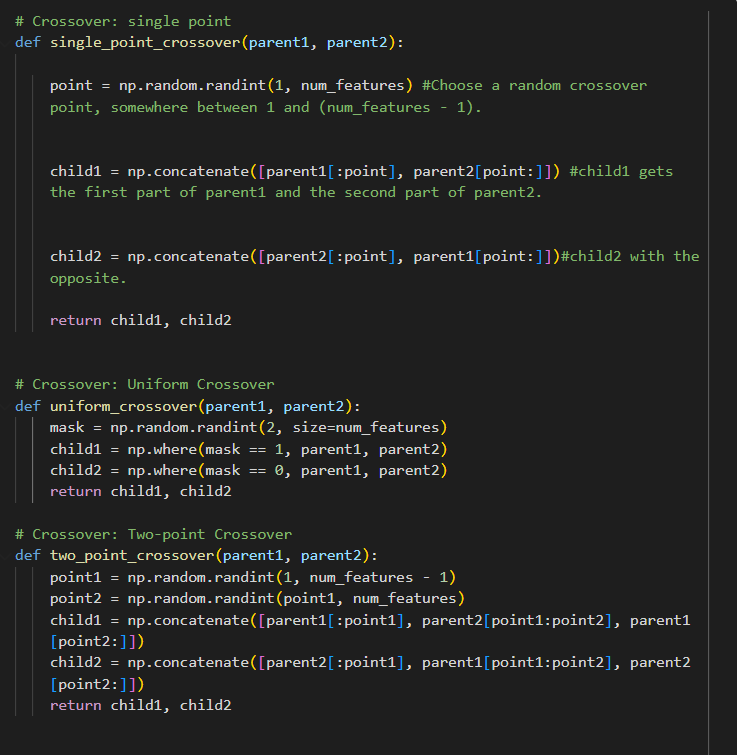 # Crossover: single point
def single_point_crossover(parent1, parent2):
point = np.random.randint(1, num_features) #Choose a random crossover
point, somewhere between 1 and (num_features - 1).
child1 = np.concatenate([parent1[:point], parent2[point:]]) #child1 gets
the first part of parent1 and the second part of parent2.
child2 = np.concatenate([parent2[:point], parent1[point:]])#child2 with the
opposite.
return child1, child2
# Crossover: Uniform Crossover
def uniform_crossover(parent1, parent2):
mask = np.random.randint(2, size=num_features)
child1 = np.where(mask == 1, parent1, parent2)
child2 = np.where(mask == 0, parent1, parent2)
return child1, child2
# Crossover: Two-point Crossover
def two_point_crossover(parent1, parent2):
point1 = np.random.randint(1, num_features - 1)
point2 = np.random.randint(point1, num_features)
child1 = np.concatenate([parent1[:point1], parent2[point1:point2], parent1
[point2:]])
child2 = np.concatenate([parent2[:point1], parent1[point1:point2], parent2
[point2:]])
return child1, child2